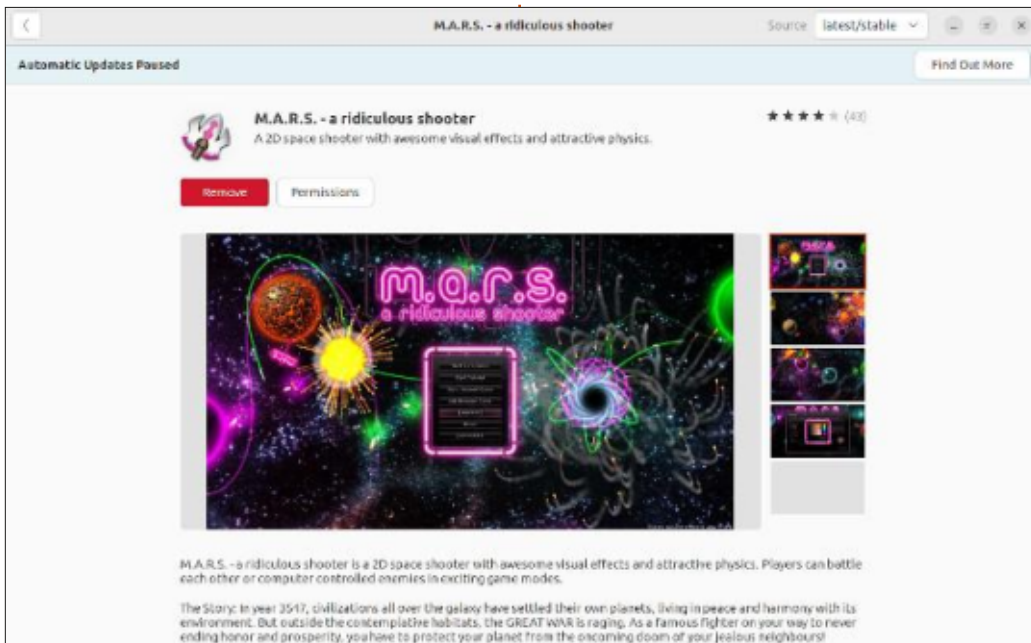 M.A.R.S. - a ridiculous shooter
Source
latest/stable
Automatic Updates Paused
Find Out More
M.A.R.S. - a ridiculous shooter
A 2D space shooter with awesome visual effects and attractive physics.
(43)
Remove
Permissions
m.a.r.s.
a ridiculous shooter
M.A.R.S. - a ridiculous shooter is a 2D space shooter with awesome visual effects and attractive physics. Players can battle
each other or computer controlled enemies in exciting game modes.
The Story: In year 3547, civilizations all over the galaxy have settled their own planets, living in peace and harmony with its
environment. But outside the contemplative habitats, the GREAT WAR is raging. As a famous fighter on your way to never
ending honor and prosperity, you have to protect your planet from the oncoming doom of your jealous neighbours!